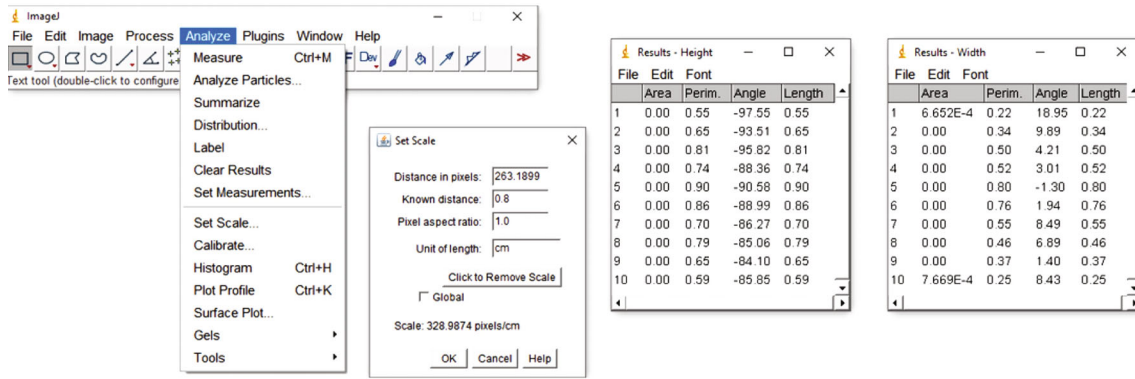 ImageJ
File Edit Image Process Analyze Plugins Window Help
Dev
Text tool (double-click to configure
Measure Ctrl+M
Analyze Particles...
Summarize
Distribution...
Label
Clear Results
Set Measurements...
Set Scale...
Calibrate...
Histogram Ctrl+H
Plot Profile Ctrl+K
Surface Plot...
Gels
Tools
Set Scale
Distance in pixels: 263.1899
Known distance: 0.8
Pixel aspect ratio: 1.0
Unit of length: cm
Click to Remove Scale
Global
Scale: 328.9874 pixels/cm
OK Cancel Help
Results - Height
File Edit Font
Area Perim. Angle Length
1 0.00 0.55 -97.55 0.55
2 0.00 0.65 -93.51 0.65
3 0.00 0.81 -95.82 0.81
4 0.00 0.74 -88.36 0.74
5 0.00 0.90 -90.58 0.90
6 0.00 0.86 -88.99 0.86
7 0.00 0.70 -86.27 0.70
8 0.00 0.79 -85.06 0.79
9 0.00 0.65 -84.10 0.65
10 0.00 0.59 -85.85 0.59
Results - Width
File Edit Font
Area Perim. Angle Length
1 6.652E-4 0.22 18.95 0.22
2 0.00 0.34 9.89 0.34
3 0.00 0.50 4.21 0.50
4 0.00 0.52 3.01 0.52
5 0.00 0.80 -1.30 0.80
6 0.00 0.76 1.94 0.76
7 0.00 0.55 8.49 0.55
8 0.00 0.46 6.89 0.46
9 0.00 0.37 1.40 0.37
10 7.669E-4 0.25 8.43 0.25